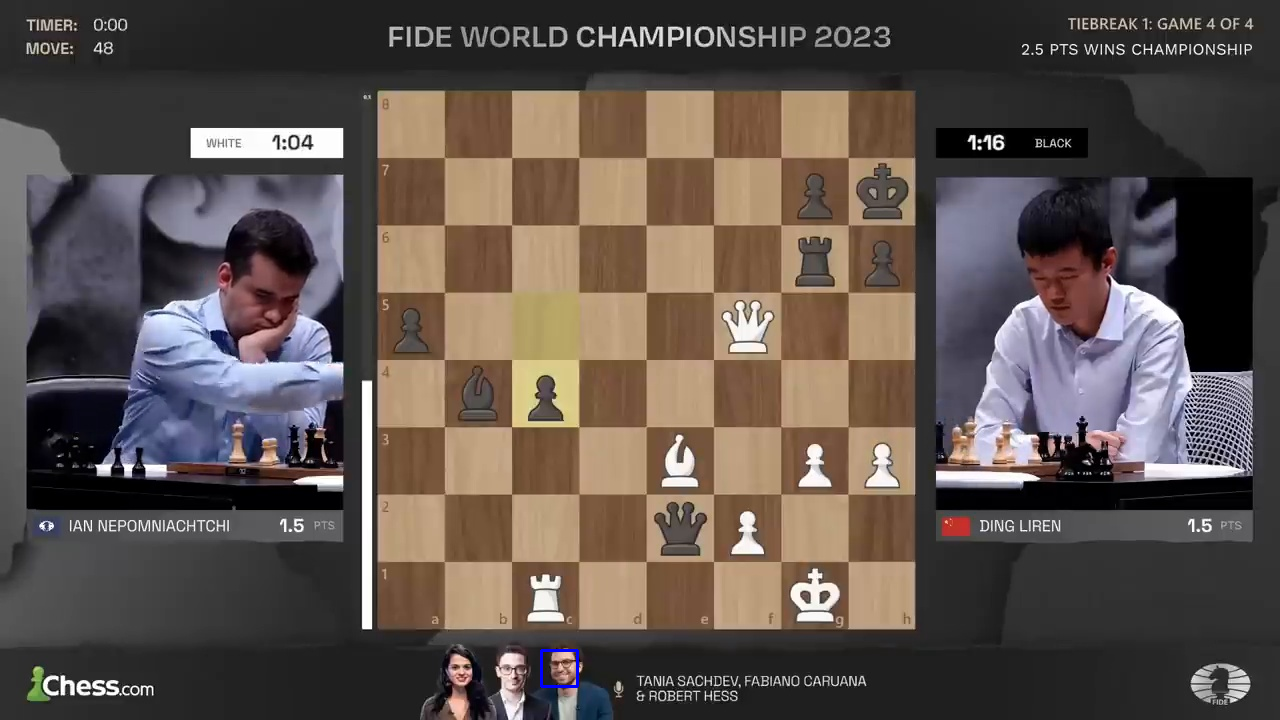 TIMER: 0:00
MOVE: 48
FIDE WORLD CHAMPIONSHIP 2023
TIEBREAK 1: GAME 4 OF 4
2.5 PTS WINS CHAMPIONSHIP
WHITE 1:04
1:16 BLACK
8
7
6
5
4
3
2
1
a b c d e f g h
IAN NEPOMNIACHTCHI 1.5 PTS
DING LIREN 1.5 PTS
Chess.com
TANIA SACHDEV, FABIANO CARUANA
& ROBERT HESS
FIDE